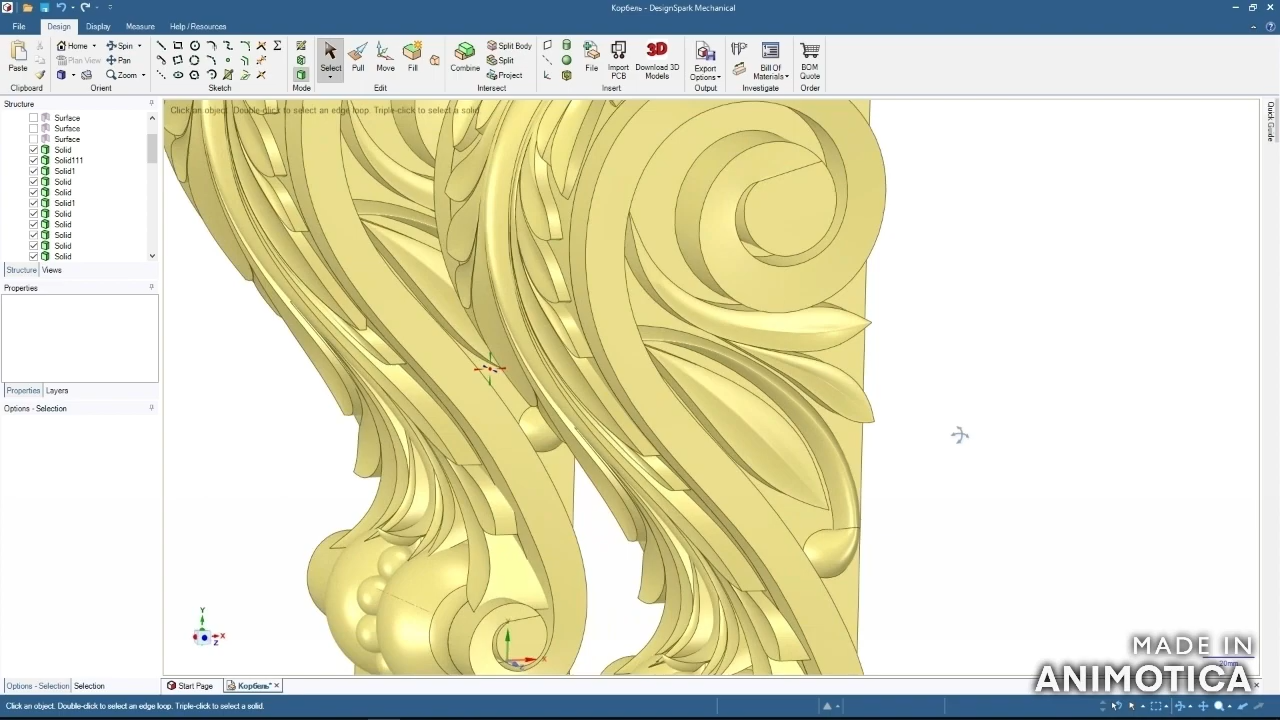 Корбель - DesignSpark Mechanical
File Design Display Measure Help / Resources
Paste
Clipboard
Home Spin
Plan View Pan
Zoom
Orient
Sketch
Mode
Select
Pull
Move
Fill
Edit
Combine
Split Body
Split
Project
Intersect
File
Import PCB
Download 3D Models
Insert
Export Options
Output
Bill Of Materials
Investigate
BOM Quote
Order
Structure
Surface
Surface
Surface
Solid
Solid111
Solid1
Solid
Solid
Solid1
Solid
Solid
Solid
Solid
Solid
Structure Views
Properties
Properties Layers
Options - Selection
Click an object. Double-click to select an edge loop. Triple-click to select a solid.
Quick Guide
Y
X
Z
X
20mm
MADE IN
ANIMOTICA
Options - Selection Selection
Start Page
Корбель*
Click an object. Double-click to select an edge loop. Triple-click to select a solid.